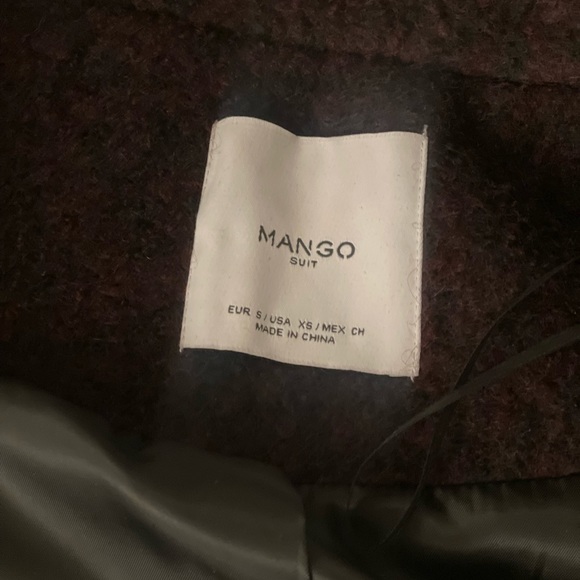 MANGO
SUIT
EUR S/USA XS/MEX CH
MADE IN CHINA